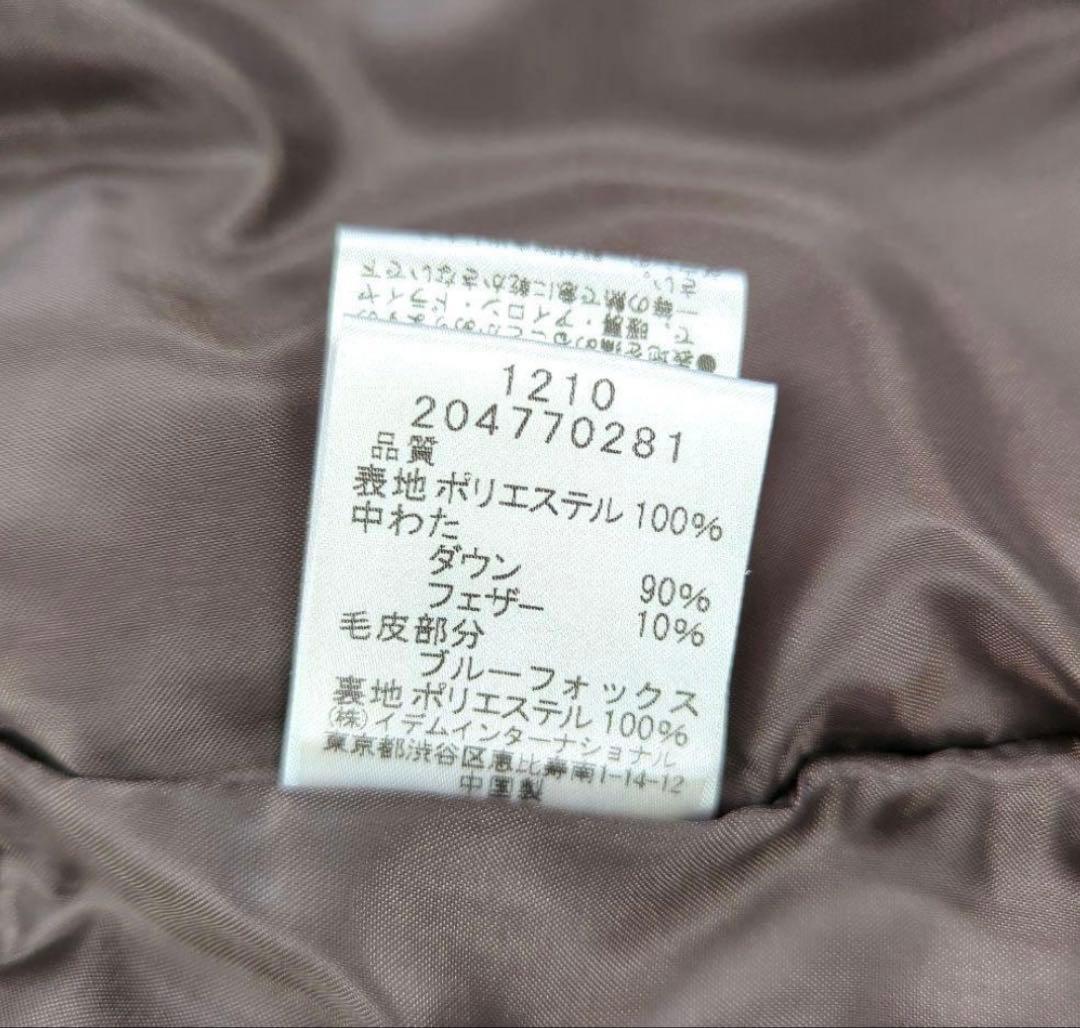 1210
204770281
品質
表地 ポリエステル 100%
中わた
ダウン 90%
フェザー 10%
毛皮部分
ブルーフォックス
裏地 ポリエステル 100%
(株)イデムインターナショナル
東京都渋谷区恵比寿南1-14-12
中国製